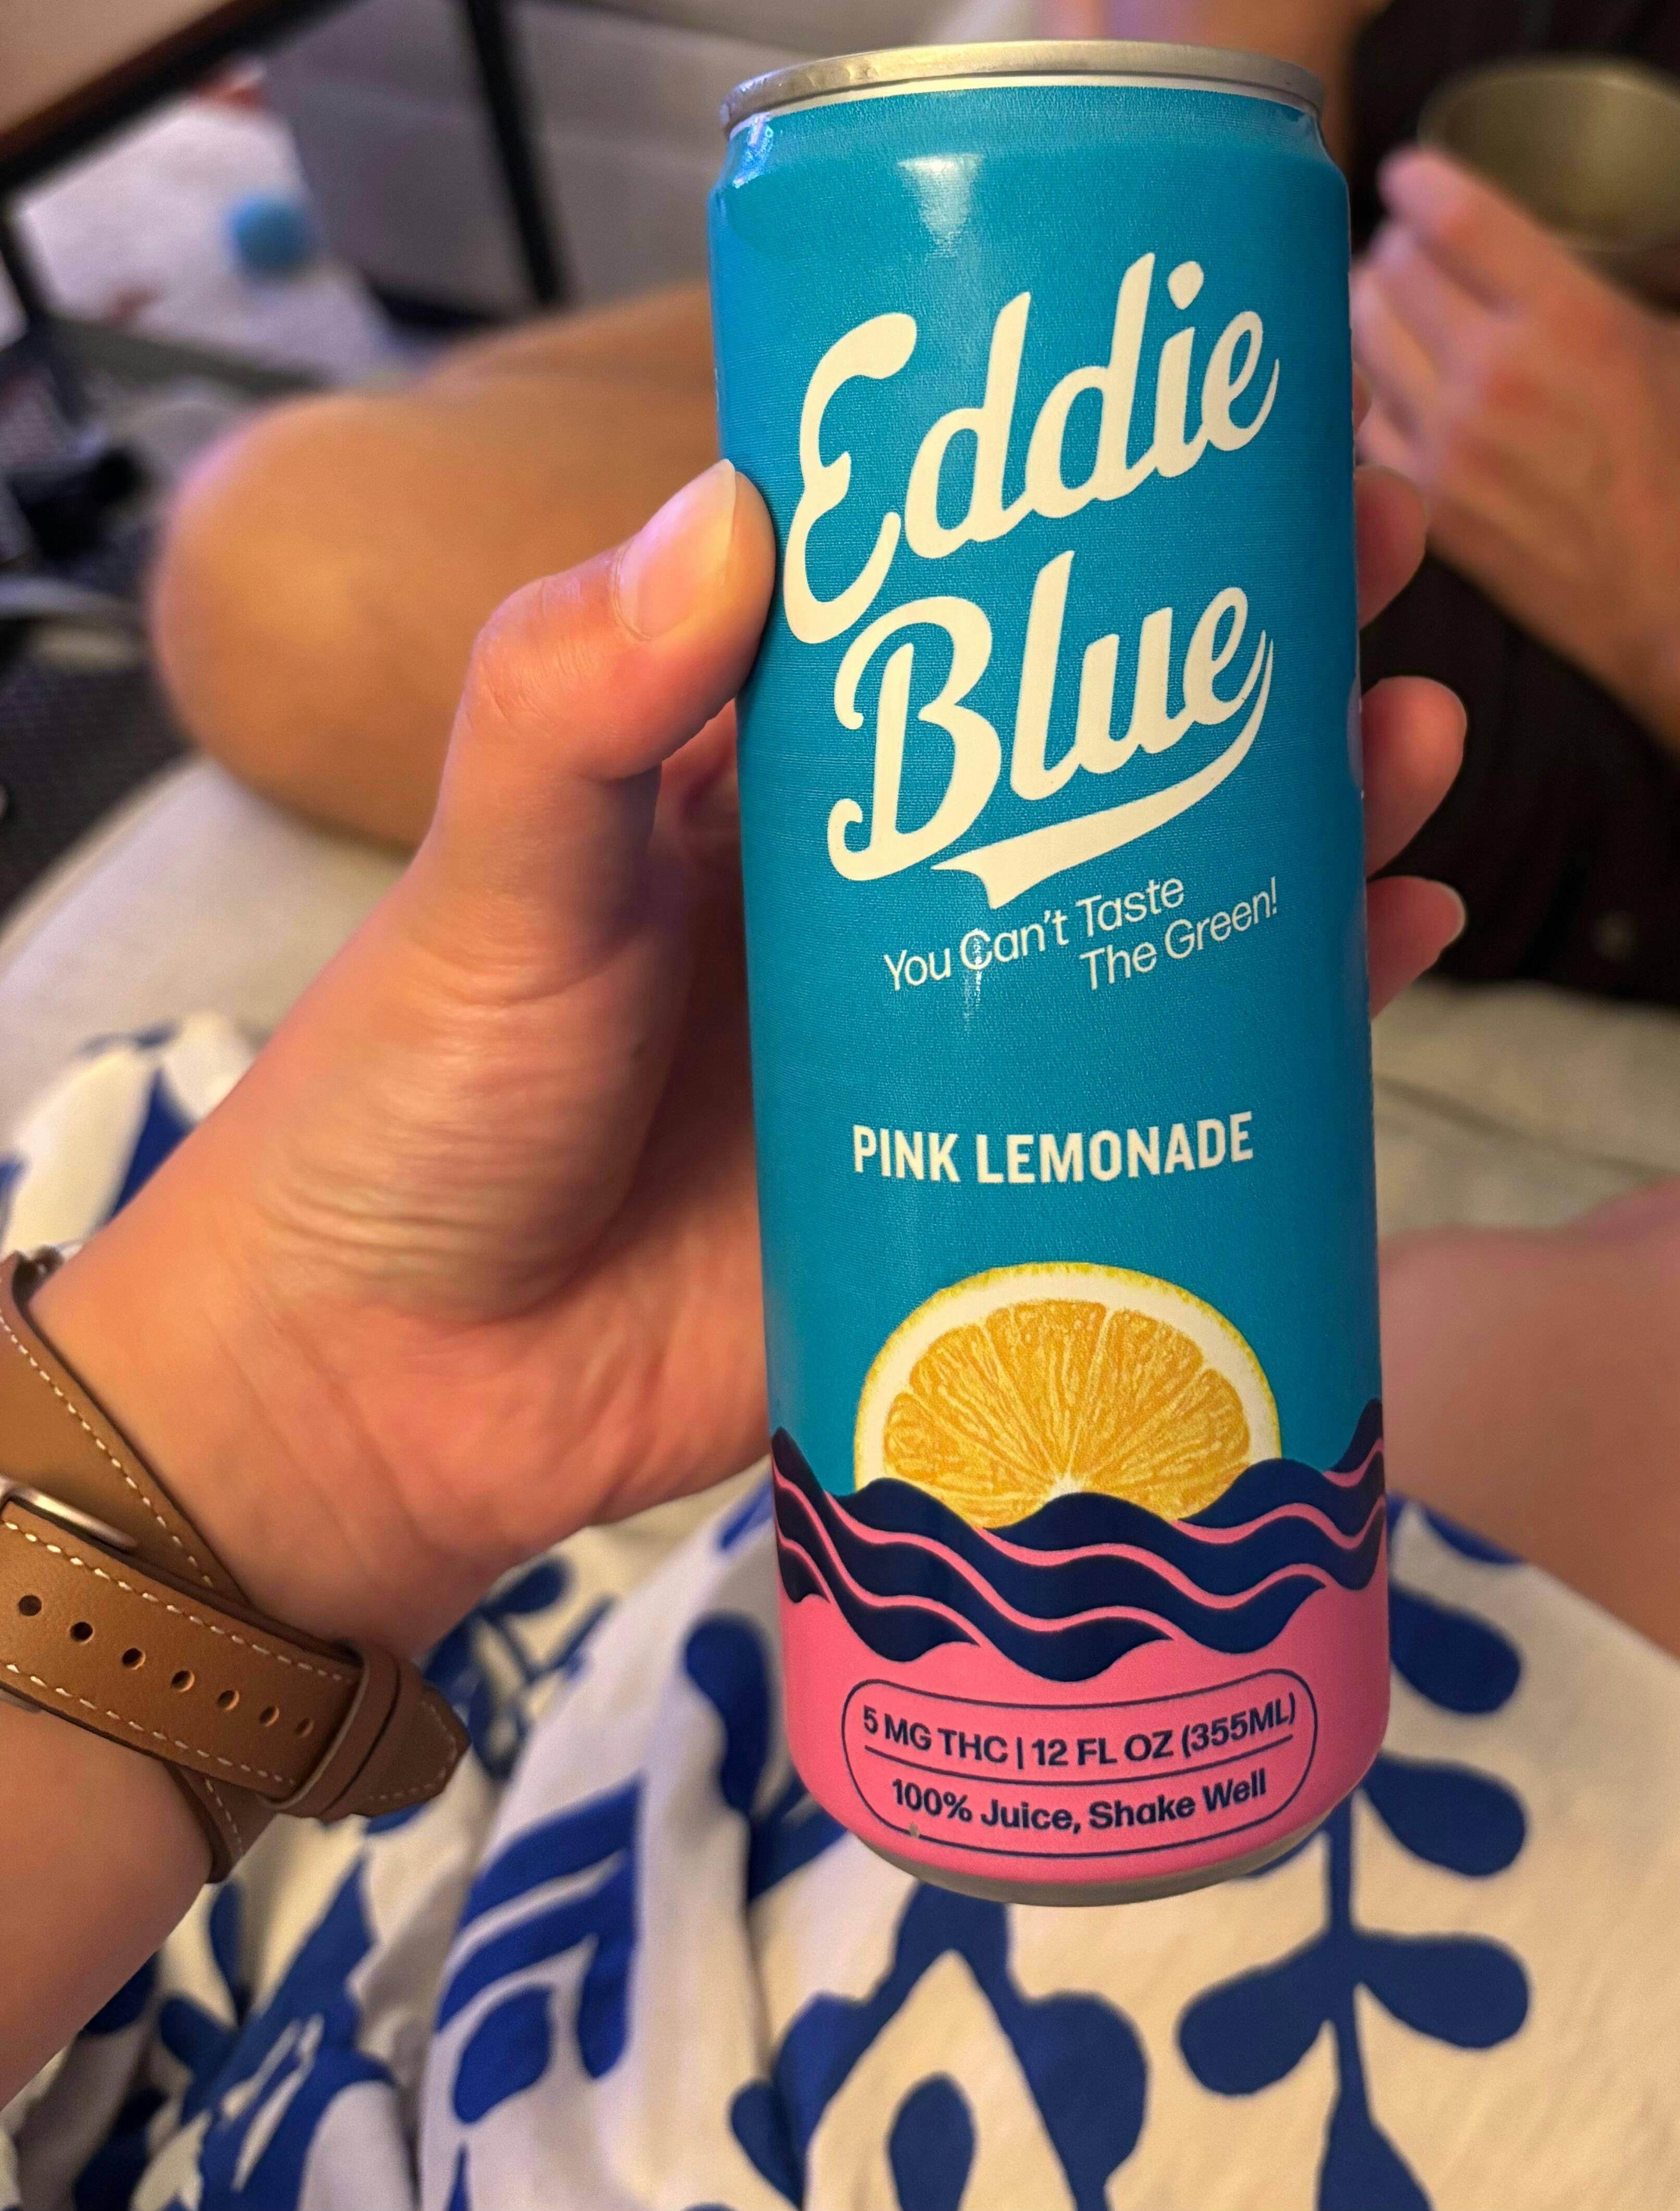 Eddie
Blue
You Can't Taste
The Green!
PINK LEMONADE
5 MG THC | 12 FL OZ (355ML)
100% Juice, Shake Well